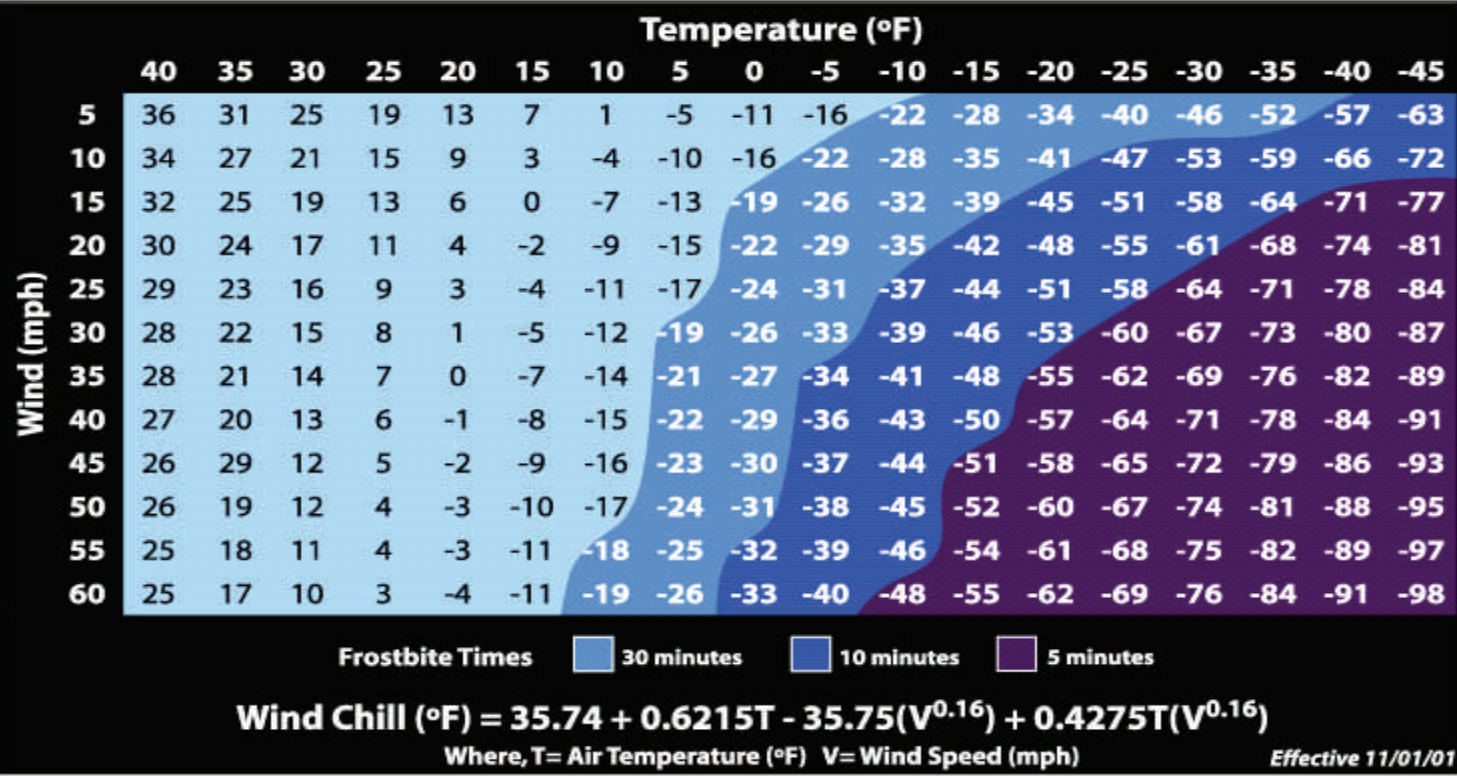 Temperature (ºF)
40 35 30 25 20 15 10 5 0 -5 -10 -15 -20 -25 -30 -35 -40 -45
Wind (mph)
5 36 31 25 19 13 7 1 -5 -11 -16 -22 -28 -34 -40 -46 -52 -57 -63
10 34 27 21 15 9 3 -4 -10 -16 -22 -28 -35 -41 -47 -53 -59 -66 -72
15 32 25 19 13 6 0 -7 -13 -19 -26 -32 -39 -45 -51 -58 -64 -71 -77
20 30 24 17 11 4 -2 -9 -15 -22 -29 -35 -42 -48 -55 -61 -68 -74 -81
25 29 23 16 9 3 -4 -11 -17 -24 -31 -37 -44 -51 -58 -64 -71 -78 -84
30 28 22 15 8 1 -5 -12 -19 -26 -33 -39 -46 -53 -60 -67 -73 -80 -87
35 28 21 14 7 0 -7 -14 -21 -27 -34 -41 -48 -55 -62 -69 -76 -82 -89
40 27 20 13 6 -1 -8 -15 -22 -29 -36 -43 -50 -57 -64 -71 -78 -84 -91
45 26 29 12 5 -2 -9 -16 -23 -30 -37 -44 -51 -58 -65 -72 -79 -86 -93
50 26 19 12 4 -3 -10 -17 -24 -31 -38 -45 -52 -60 -67 -74 -81 -88 -95
55 25 18 11 4 -3 -11 -18 -25 -32 -39 -46 -54 -61 -68 -75 -82 -89 -97
60 25 17 10 3 -4 -11 -19 -26 -33 -40 -48 -55 -62 -69 -76 -84 -91 -98
Frostbite Times 30 minutes 10 minutes 5 minutes
Wind Chill (ºF) = 35.74 + 0.6215T - 35.75(V^0.16) + 0.4275T(V^0.16)
Where, T= Air Temperature (ºF) V= Wind Speed (mph) Effective 11/01/01